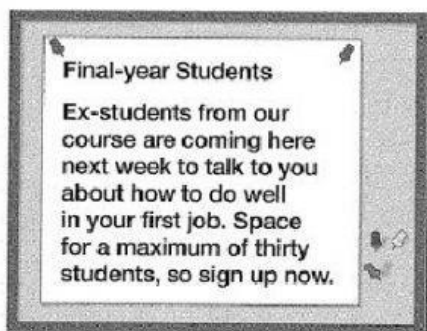 Final-year Students
Ex-students from our
course are coming here
next week to talk to you
about how to do well
in your first job. Space
for a maximum of thirty
students, so sign up now.